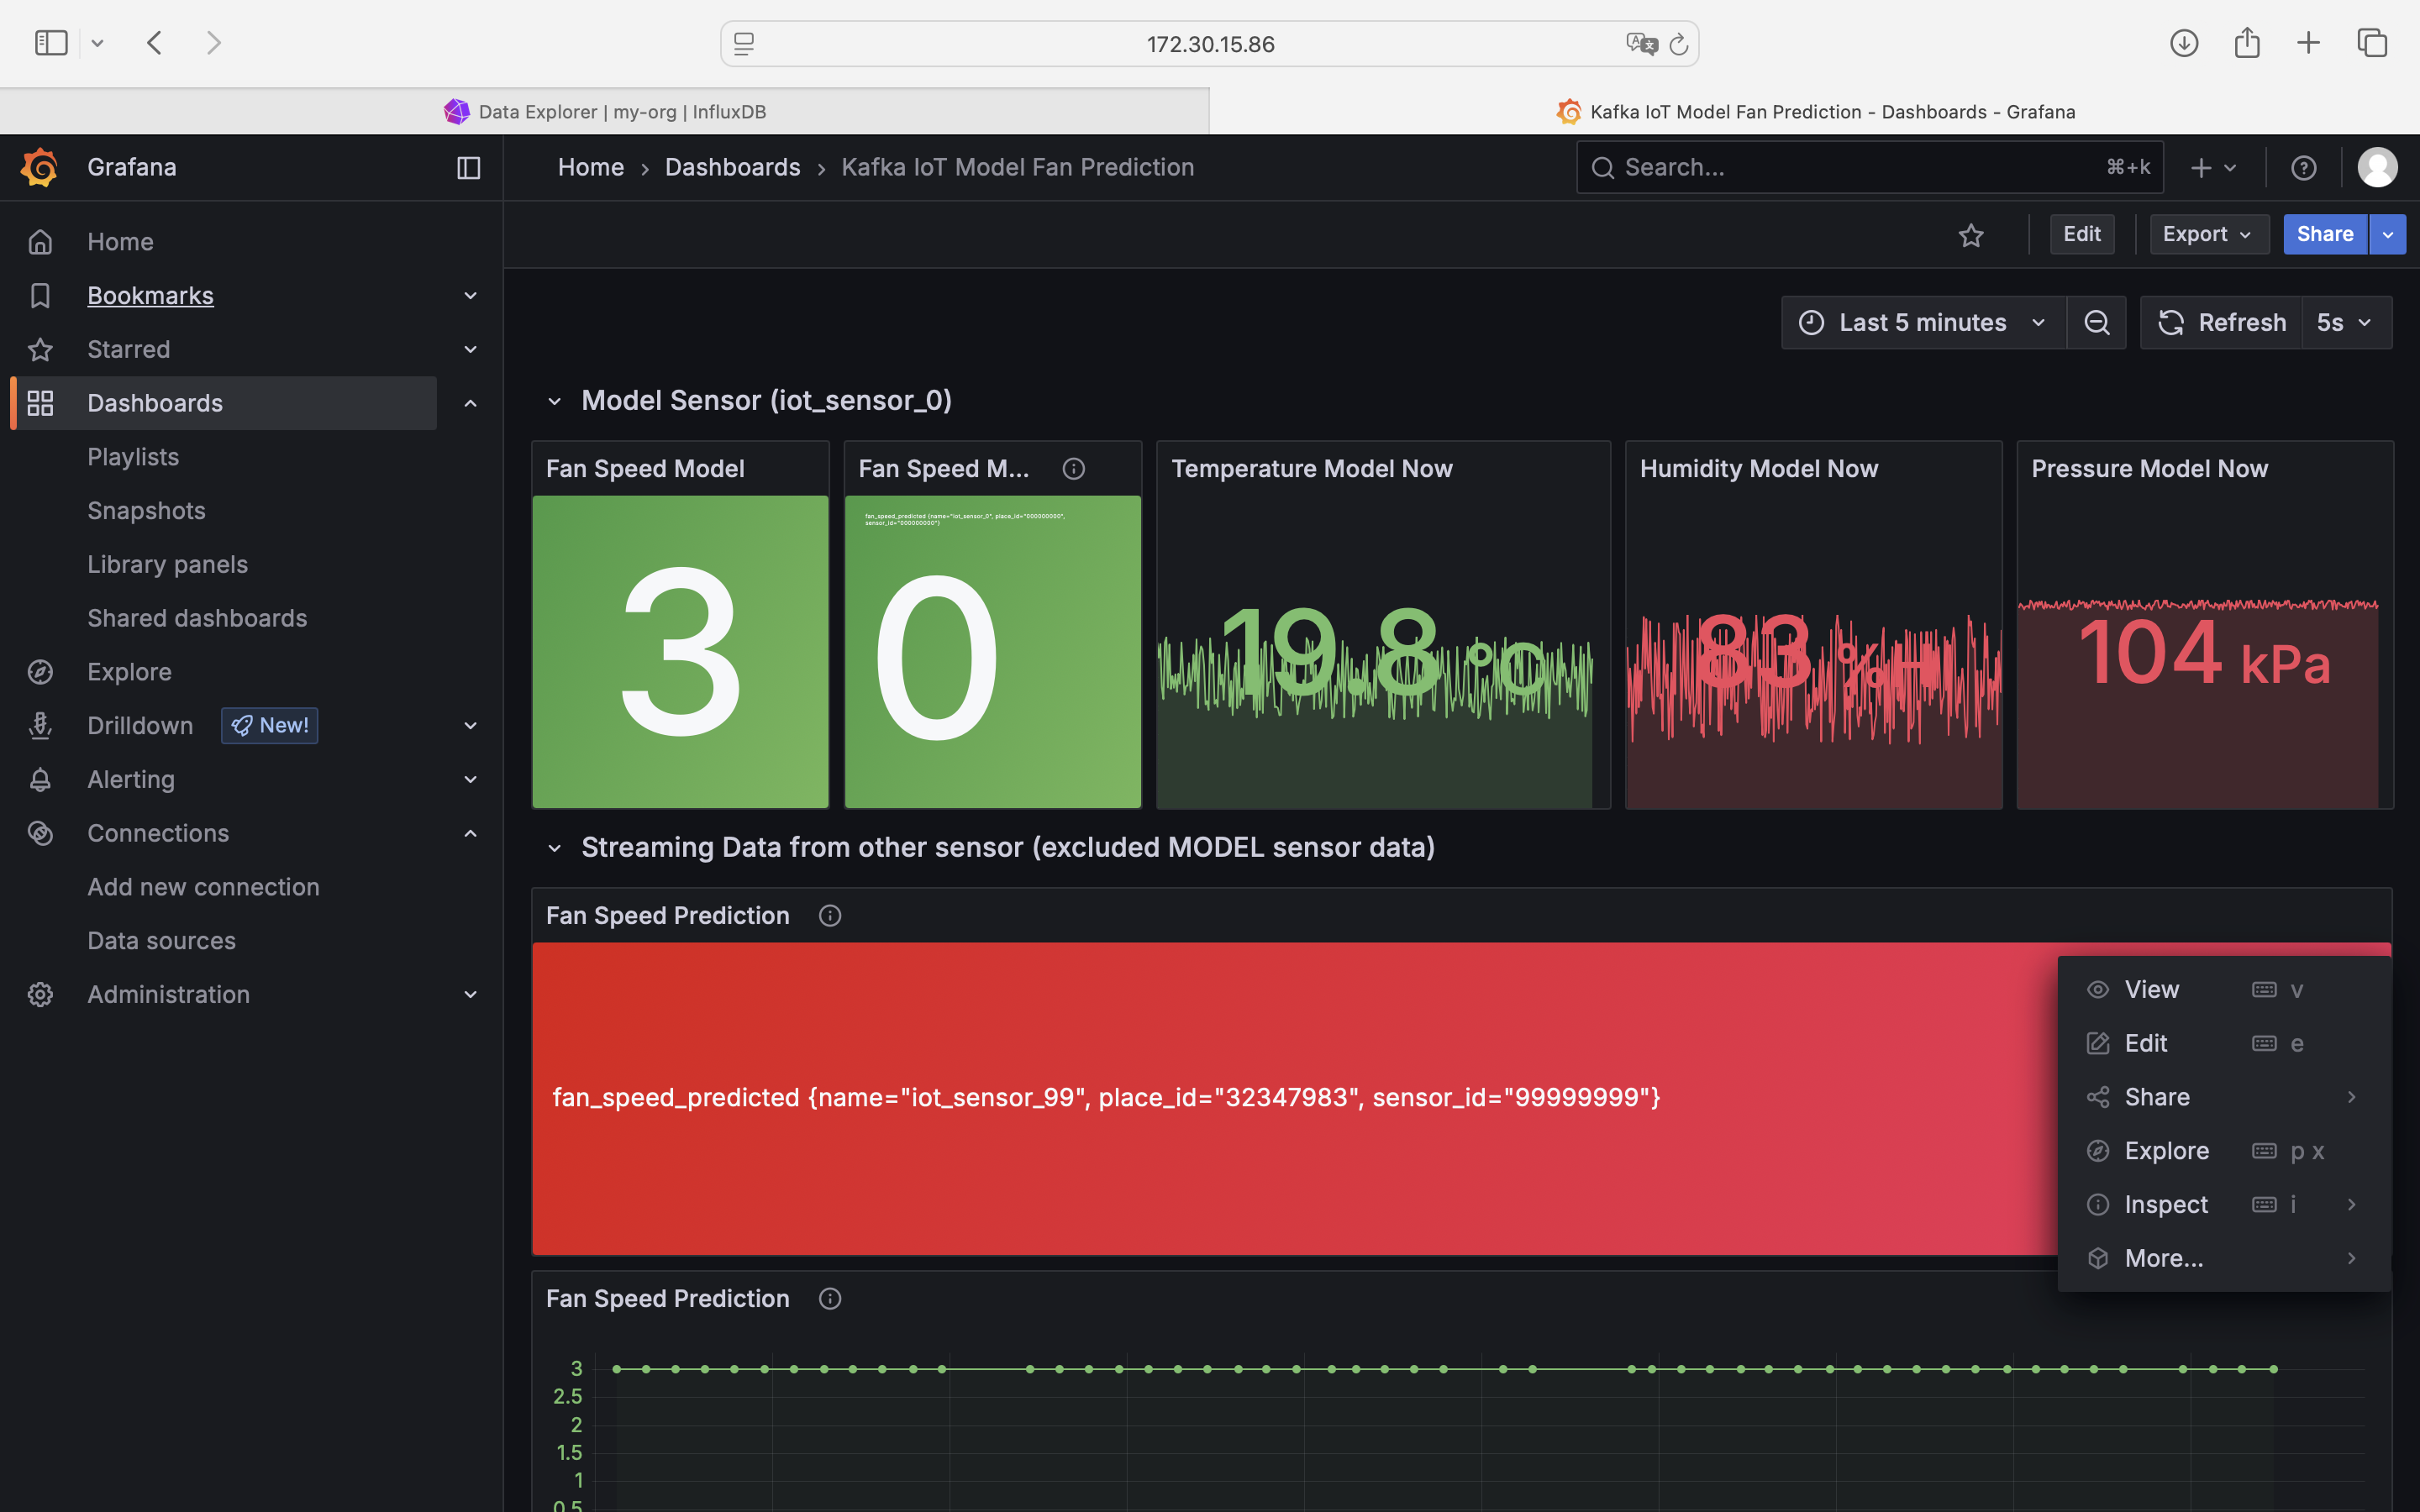 172.30.15.86
Data Explorer | my-org | InfluxDB
Kafka IoT Model Fan Prediction - Dashboards - Grafana
Grafana
Home › Dashboards › Kafka IoT Model Fan Prediction
Search...
⌘+k
Home
Bookmarks
Starred
Dashboards
Playlists
Snapshots
Library panels
Shared dashboards
Explore
Drilldown
New!
Alerting
Connections
Add new connection
Data sources
Administration
Edit
Export
Share
Last 5 minutes
Refresh
5s
Model Sensor (iot_sensor_0)
Fan Speed Model
3
Fan Speed M...
fan_speed_predicted {name="iot_sensor_0", place_id="000000000",
sensor_id="000000000"}
0
Temperature Model Now
19.8 °C
Humidity Model Now
83 %H
Pressure Model Now
104 kPa
Streaming Data from other sensor (excluded MODEL sensor data)
Fan Speed Prediction
fan_speed_predicted {name="iot_sensor_99", place_id="32347983", sensor_id="99999999"}
View v
Edit e
Share
Explore p x
Inspect i
More...
Fan Speed Prediction
3
2.5
2
1.5
1
0.5